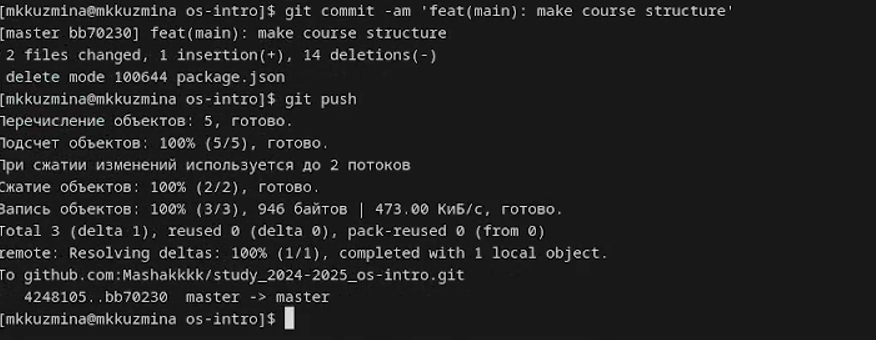 [mkkuzmina@mkkuzmina os-intro]$ git commit -am 'feat(main): make course structure'
[master bb70230] feat(main): make course structure
 2 files changed, 1 insertion(+), 14 deletions(-)
 delete mode 100644 package.json
[mkkuzmina@mkkuzmina os-intro]$ git push
Перечисление объектов: 5, готово.
Подсчет объектов: 100% (5/5), готово.
При сжатии изменений используется до 2 потоков
Сжатие объектов: 100% (2/2), готово.
Запись объектов: 100% (3/3), 946 байтов | 473.00 КиБ/с, готово.
Total 3 (delta 1), reused 0 (delta 0), pack-reused 0 (from 0)
remote: Resolving deltas: 100% (1/1), completed with 1 local object.
To github.com:Mashakkkk/study_2024-2025_os-intro.git
   4248105..bb70230  master -> master
[mkkuzmina@mkkuzmina os-intro]$